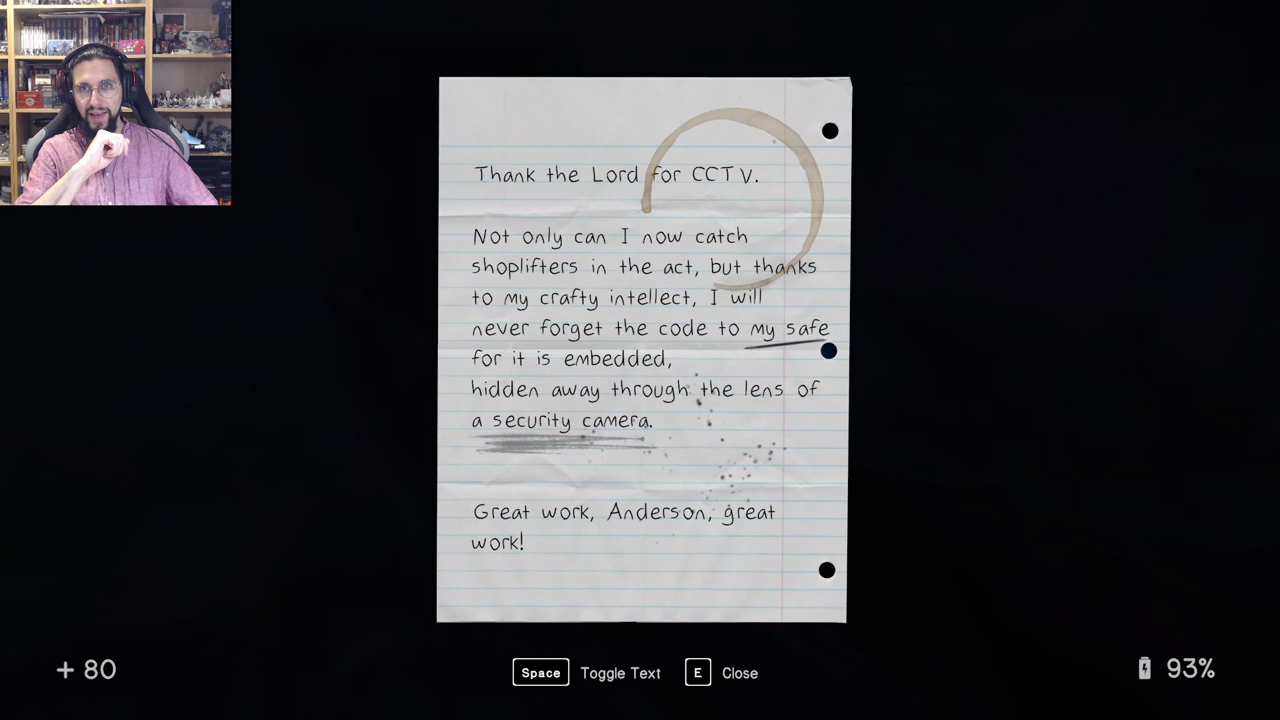 Thank the Lord for CCTV.
Not only can I now catch
shoplifters in the act, but thanks
to my crafty intellect, I will
never forget the code to my safe
for it is embedded,
hidden away through the lens of
a security camera.
Great work, Anderson, great
work!
+ 80
Space Toggle Text E Close
93%